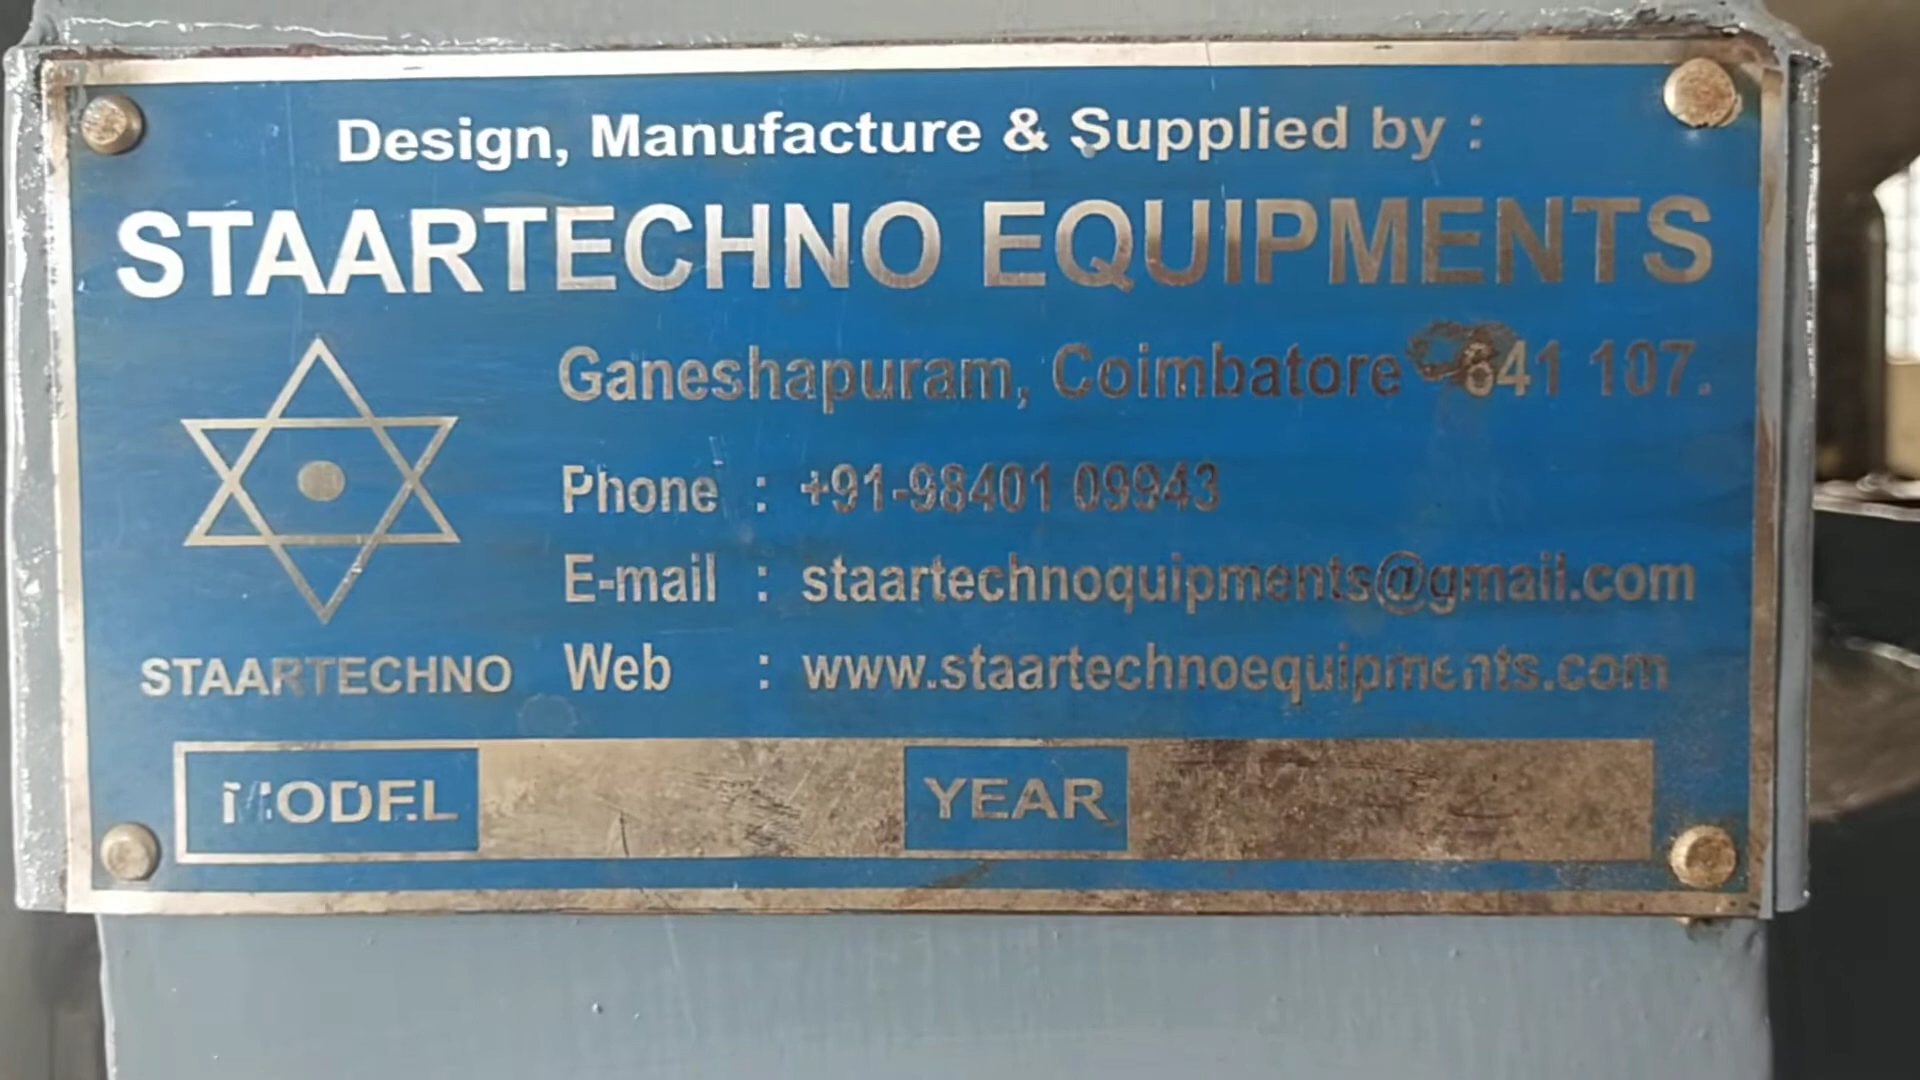 Design, Manufacture & Supplied by :
STAARTECHNO EQUIPMENTS
Ganeshapuram, Coimbatore 641 107.
Phone : +91-98401 09943
E-mail : staartechnoquipments@gmail.com
Web : www.staartechnoequipments.com
STAARTECHNO
MODEL YEAR